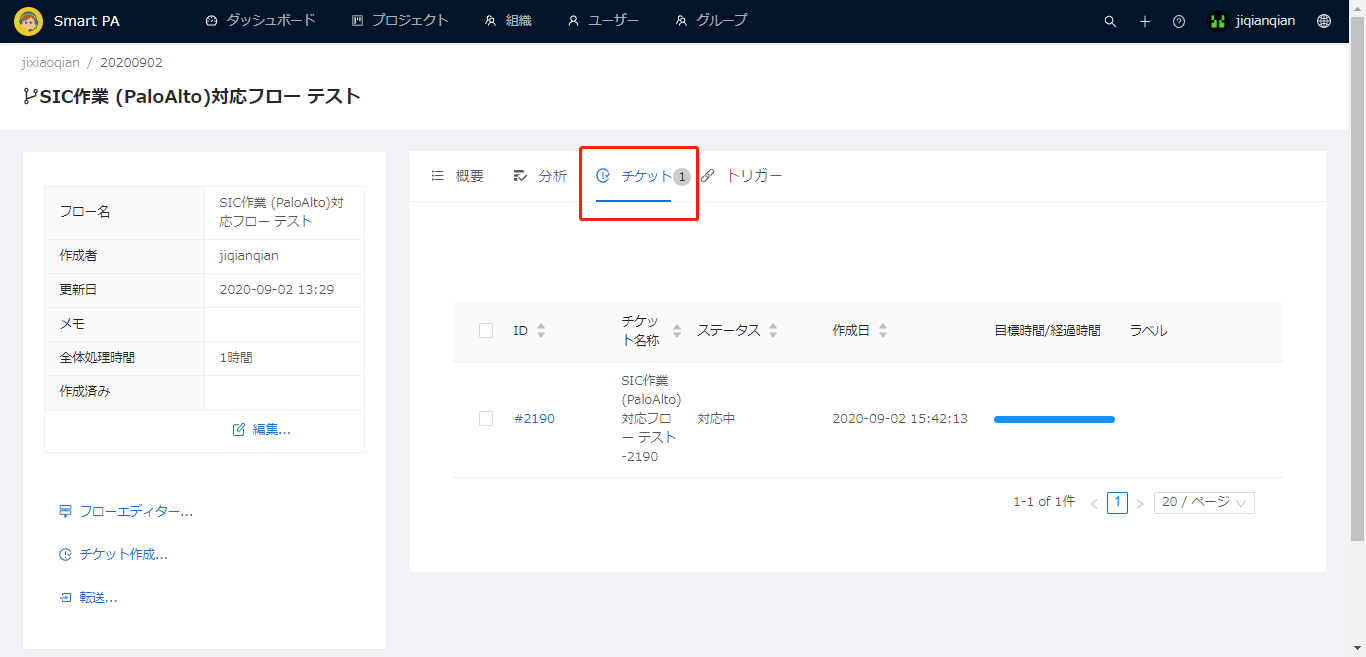 Smart PA
ダッシュボード
プロジェクト
組織
ユーザー
グループ
jiqianqian
jixiaoqian / 20200902
SIC作業 (PaloAlto)対応フロー テスト
フロー名
SIC作業 (PaloAlto)対
応フロー テスト
作成者
jiqianqian
更新日
2020-09-02 13:29
メモ
全体処理時間
1時間
作成済み
編集...
フローエディター...
チケット作成...
転送...
概要
分析
チケット 1
トリガー
ID
チケッ
ト名称
ステータス
作成日
目標時間/経過時間
ラベル
#2190
SIC作業
(PaloAlto)
対応フロ
ー テスト
-2190
対応中
2020-09-02 15:42:13
1-1 of 1件 < 1 > 20 / ページ